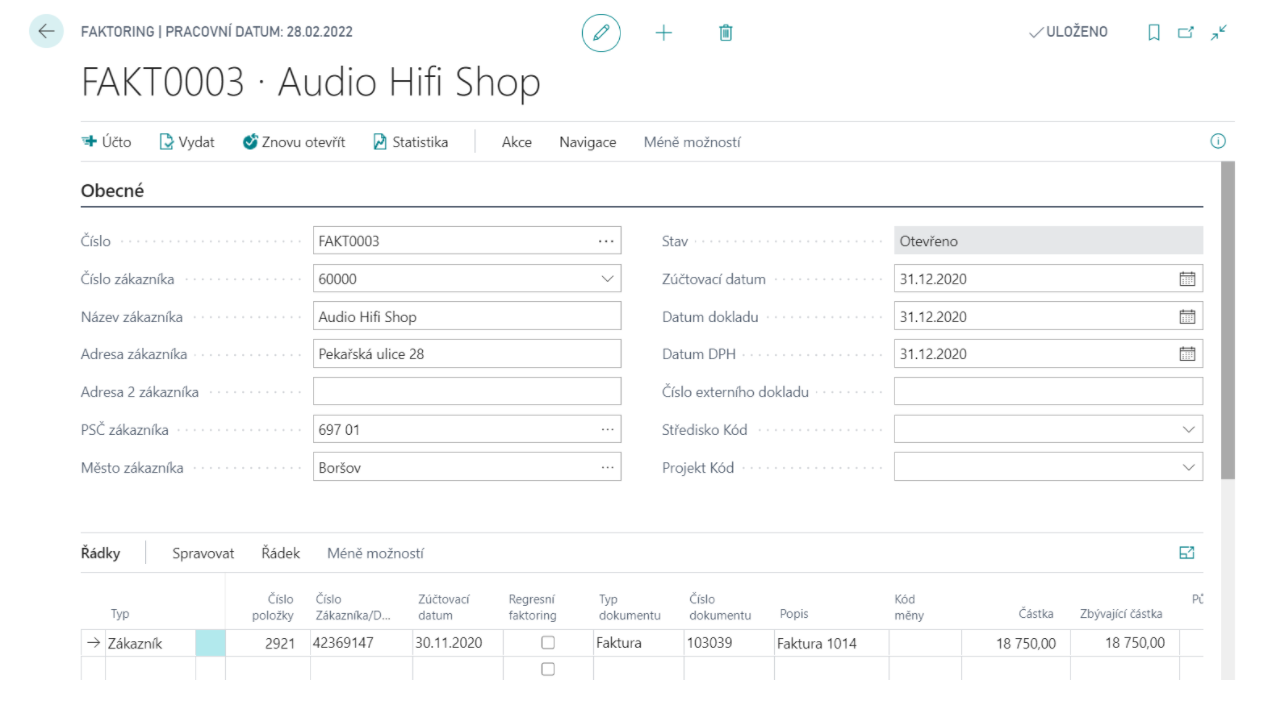 FAKTORING | PRACOVNÍ DATUM: 28.02.2022
ULOŽENO
FAKT0003 · Audio Hifi Shop
Účto Vydat Znovu otevřít Statistika Akce Navigace Méně možností
Obecné
Číslo FAKT0003 Stav Otevřeno
Číslo zákazníka 60000 Zúčtovací datum 31.12.2020
Název zákazníka Audio Hifi Shop Datum dokladu 31.12.2020
Adresa zákazníka Pekařská ulice 28 Datum DPH 31.12.2020
Adresa 2 zákazníka Číslo externího dokladu
PSČ zákazníka 697 01 Středisko Kód
Město zákazníka Boršov Projekt Kód
Řádky Spravovat Řádek Méně možností
Číslo Číslo Zúčtovací Regresní Typ Číslo Kód Pů
Typ položky Zákazníka/D... datum faktoring dokumentu dokumentu Popis měny Částka Zbývající částka
Zákazník 2921 42369147 30.11.2020 Faktura 103039 Faktura 1014 18 750,00 18 750,00